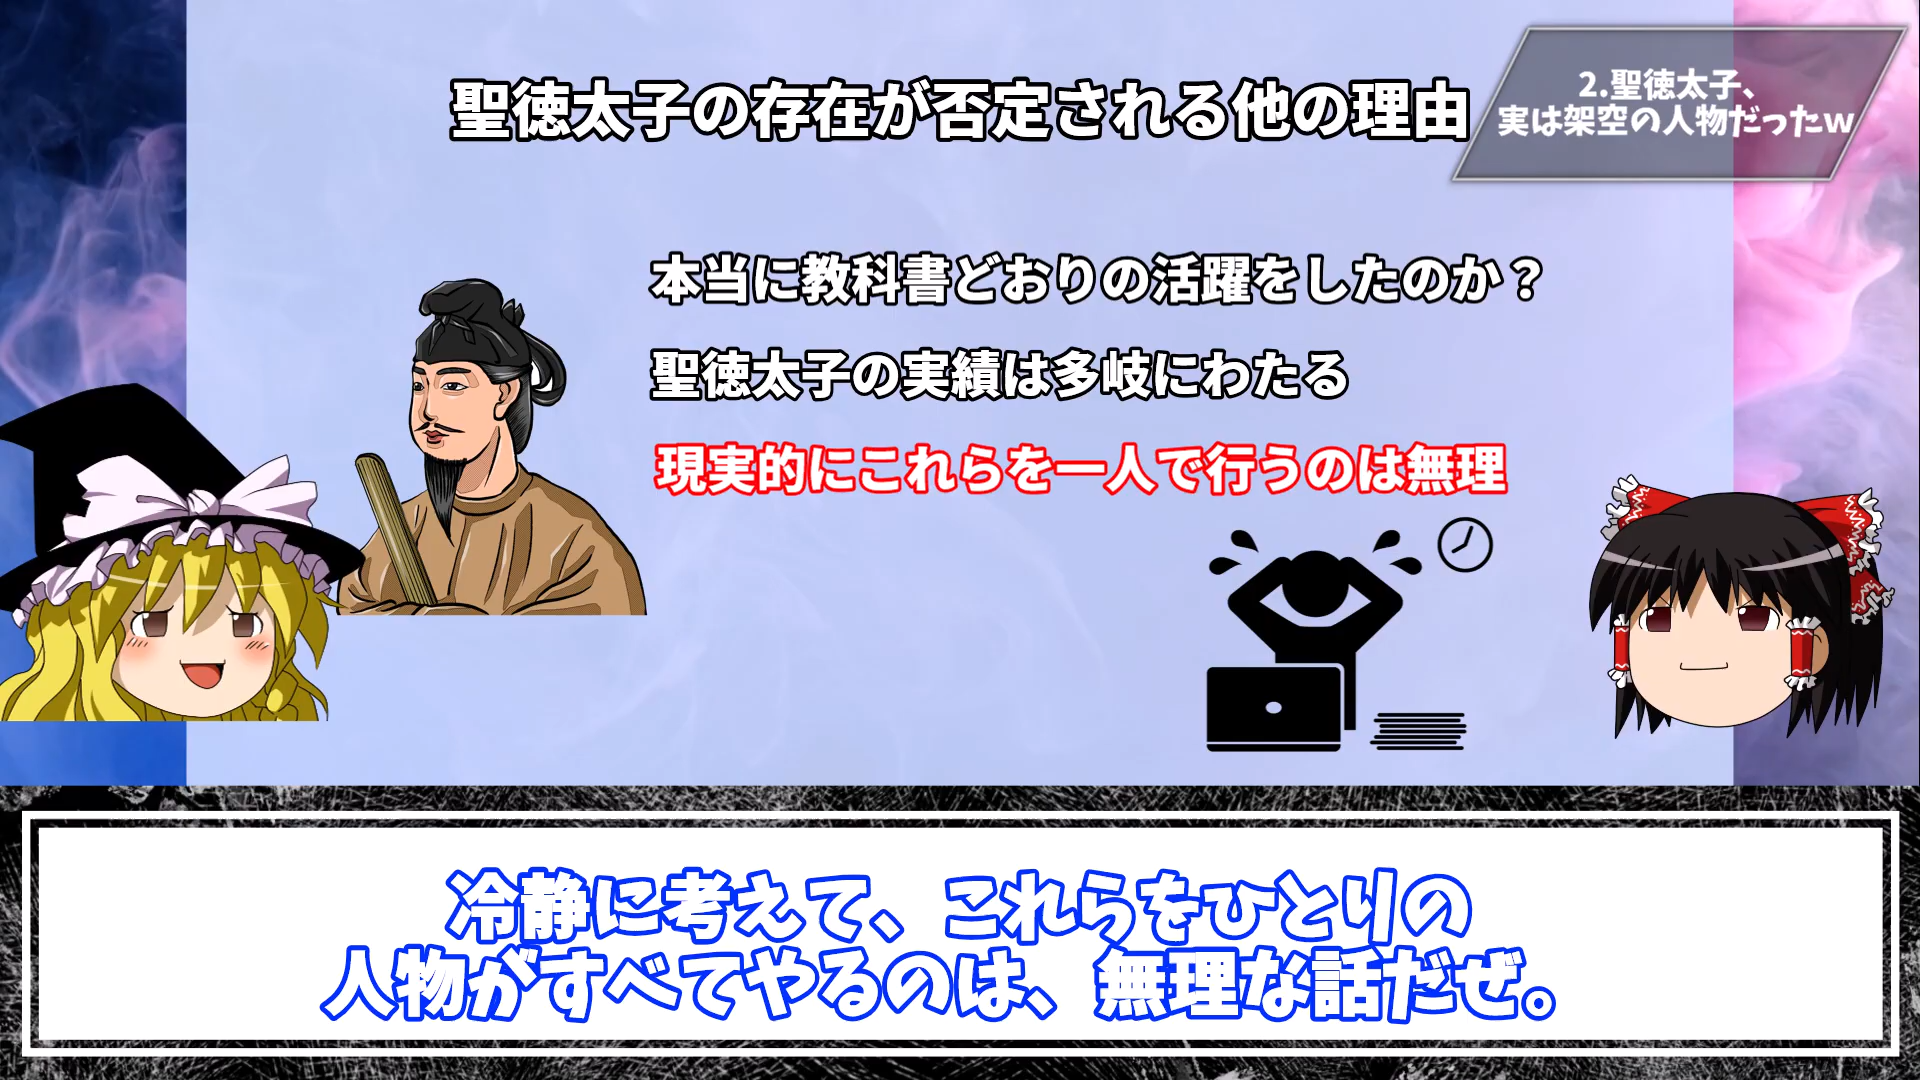 聖徳太子の存在が否定される他の理由
2.聖徳太子、
実は架空の人物だったw
本当に教科書どおりの活躍をしたのか？
聖徳太子の実績は多岐にわたる
現実的にこれらを一人で行うのは無理
冷静に考えて、これらをひとりの
人物がすべてやるのは、無理な話だぜ。